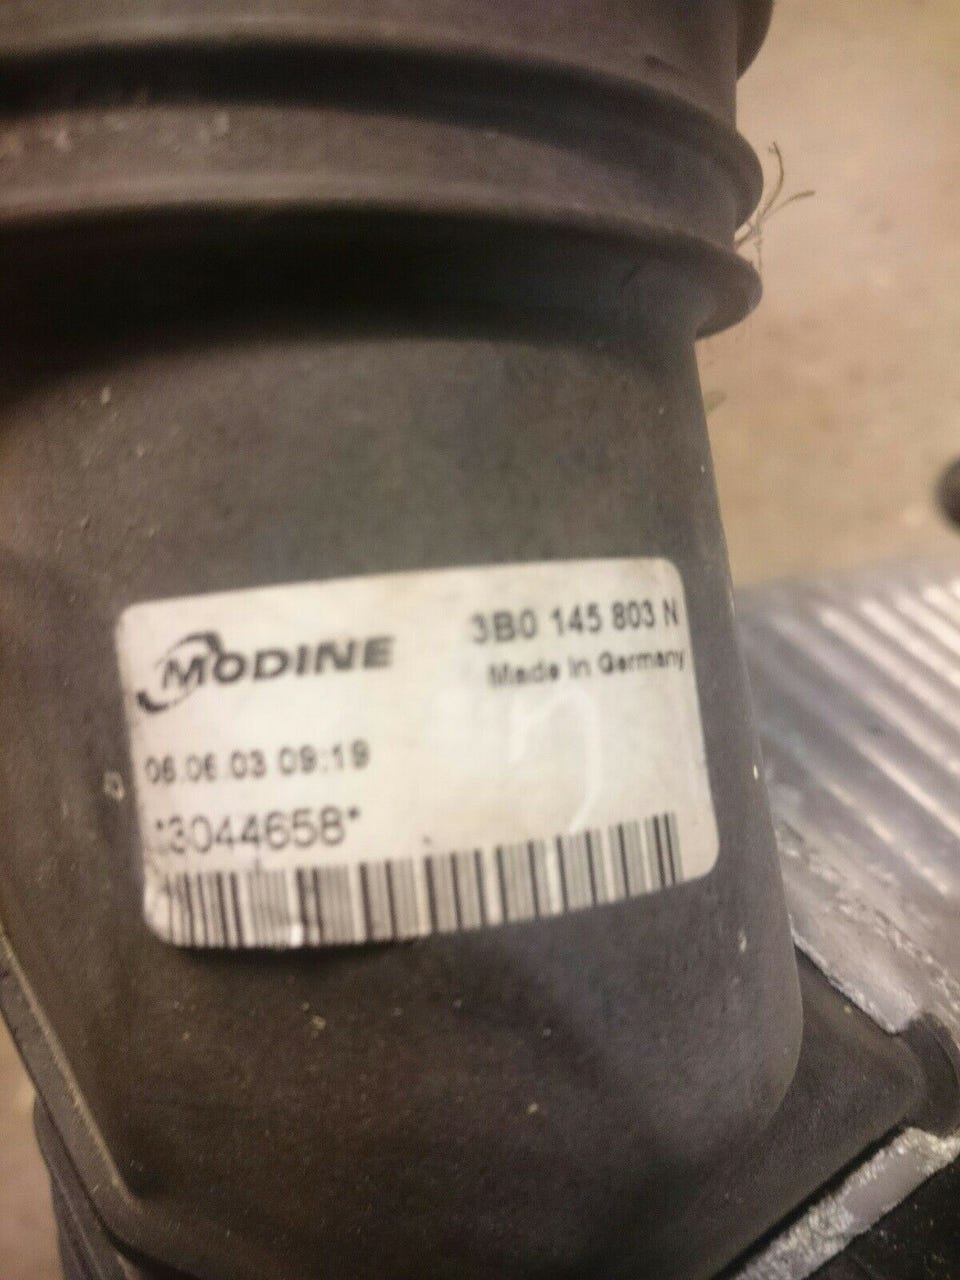 MODINE
3B0 145 803 N
Made in Germany
06.06.03 09:19
*3044658*